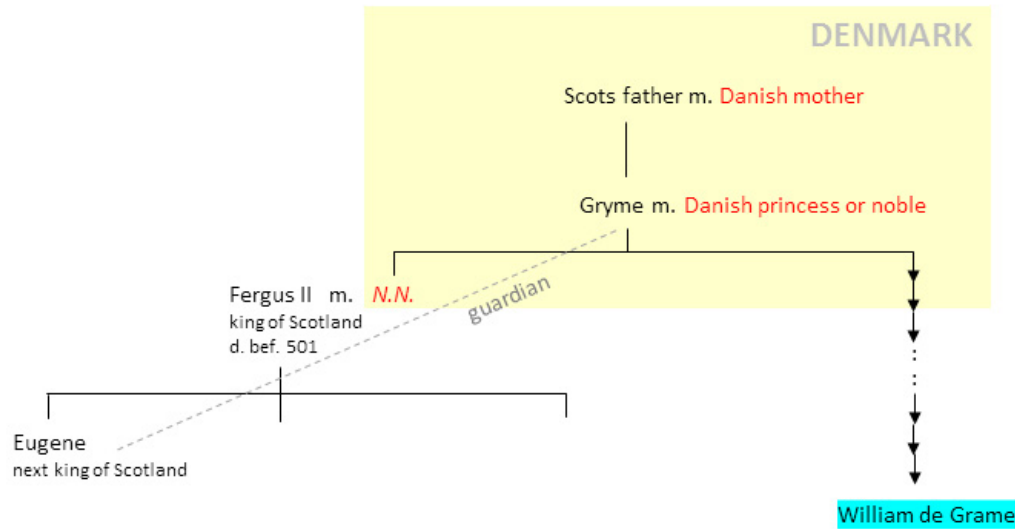 DENMARK
Scots father m. Danish mother
Gryme m. Danish princess or noble
Fergus II m. N.N.
king of Scotland
d. bef. 501
guardian
Eugene
next king of Scotland
William de Grame